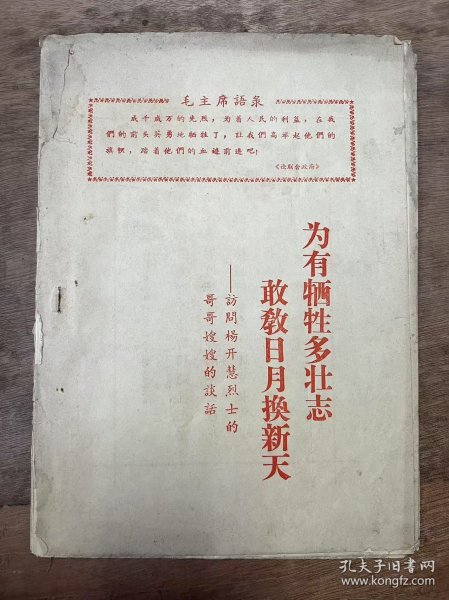 毛主席語录
成千成万的先烈，为着人民的利益，在我
們的前头英勇地牺牲了，让我們高举起他們的
旗帜，踏着他們的血迹前进吧！
《论联合政府》
为有牺牲多壮志
敢教日月換新天
——訪問楊开慧烈士的
哥哥嫂嫂的談話
孔夫子旧书网
www.kongfz.com